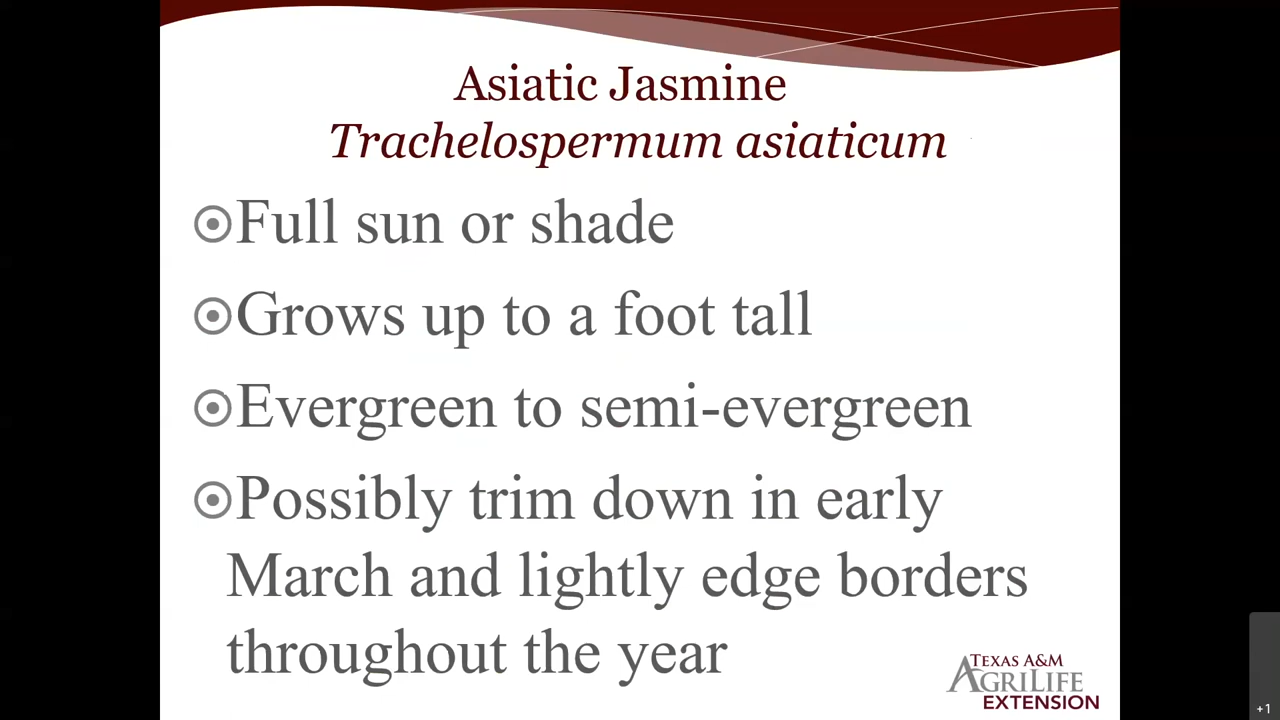 Asiatic Jasmine
Trachelospermum asiaticum
Full sun or shade
Grows up to a foot tall
Evergreen to semi-evergreen
Possibly trim down in early
March and lightly edge borders
throughout the year
TEXAS A&M
AGRILIFE
EXTENSION
+1